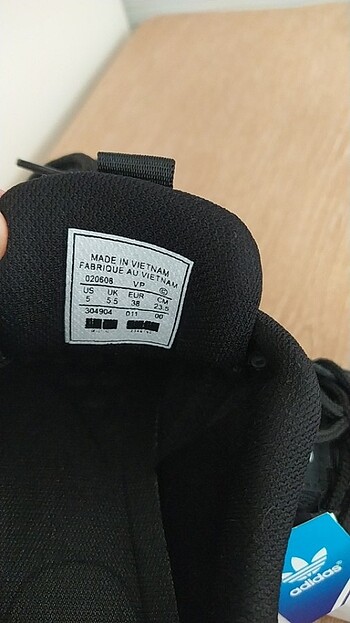 MADE IN VIETNAM
FABRIQUE AU VIETNAM
020608 VP
US UK EUR CM
5 5.5 38 23.5
304904 011 00
adidas